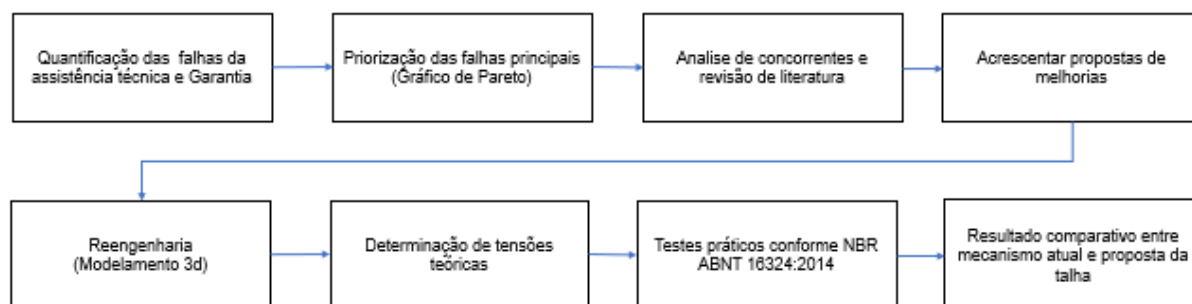 Quantificação das falhas da
assistência técnica e Garantia
Priorização das falhas principais
(Gráfico de Pareto)
Analise de concorrentes e
revisão de literatura
Acrescentar propostas de
melhorias
Reengenharia
(Modelamento 3d)
Determinação de tensões
teóricas
Testes práticos conforme NBR
ABNT 16324:2014
Resultado comparativo entre
mecanismo atual e proposta da
talha